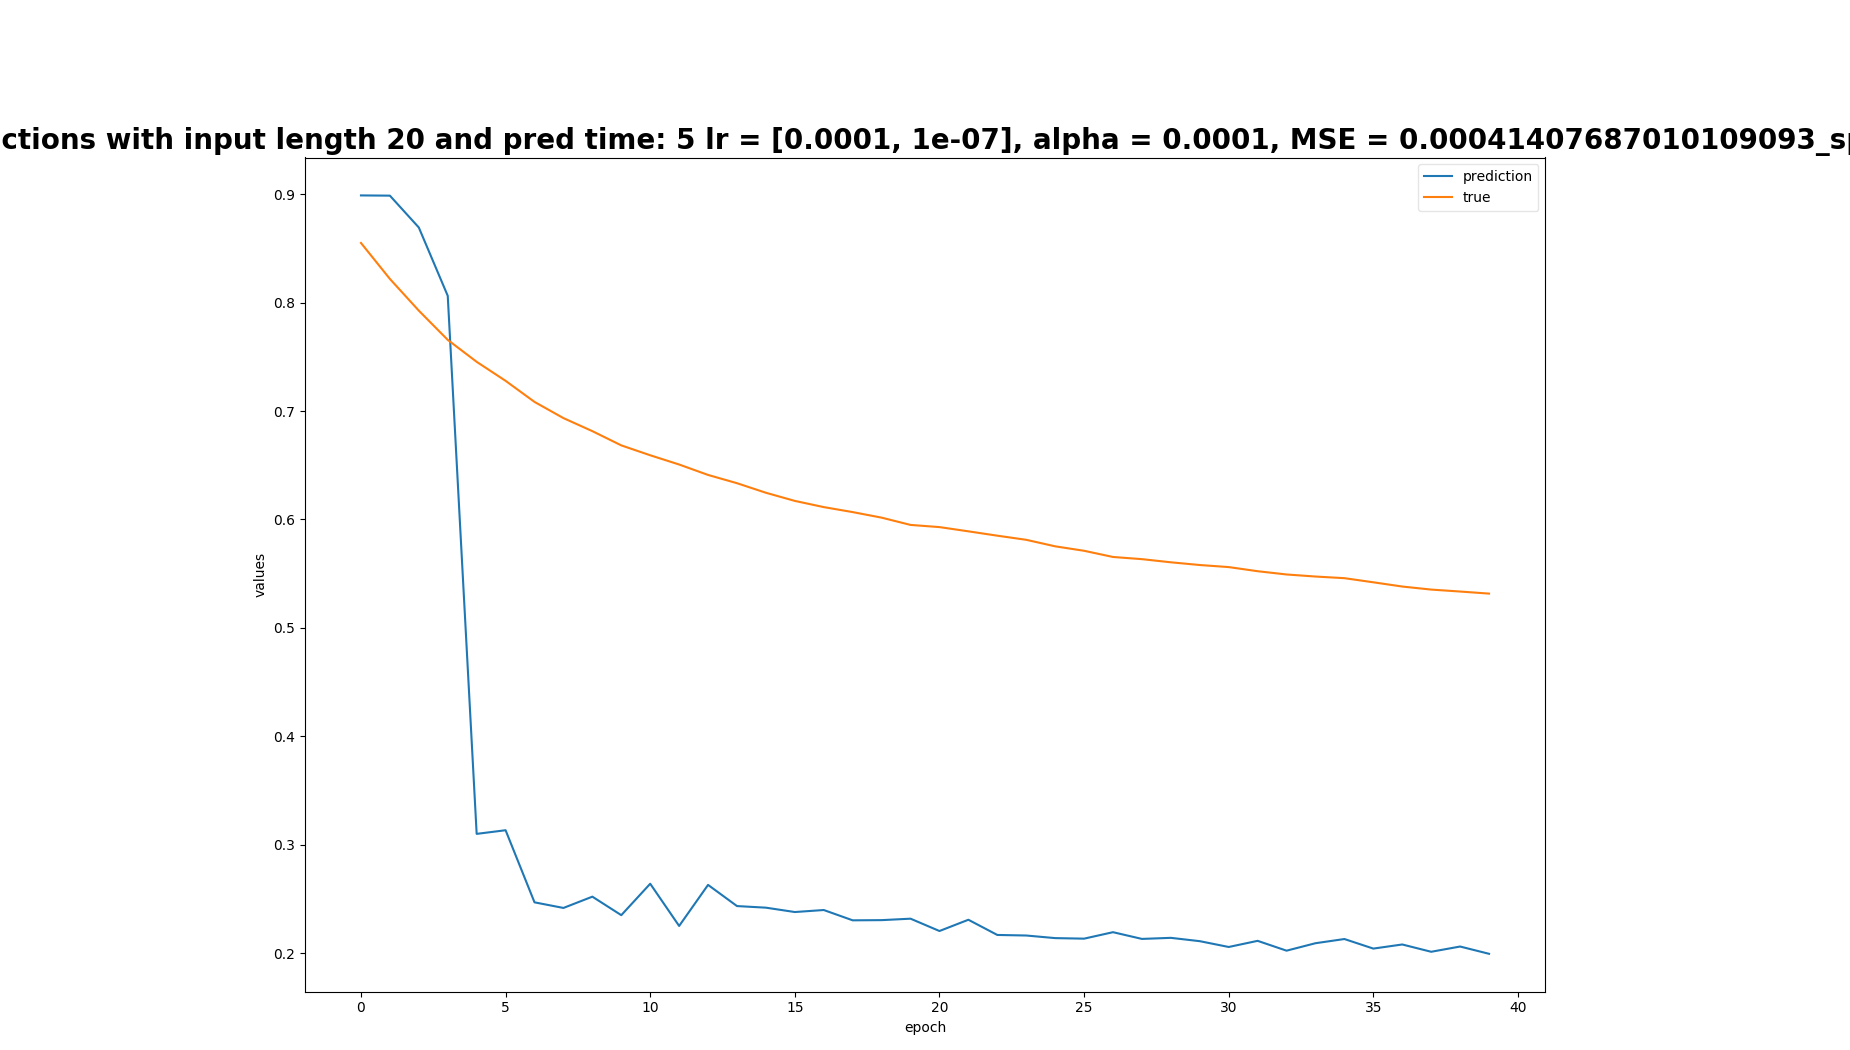 ctions with input length 20 and pred time: 5 lr = [0.0001, 1e-07], alpha = 0.0001, MSE = 0.00041407687010109093_sp
prediction
true
0.9
0.8
0.7
0.6
0.5
0.4
0.3
0.2
values
0 5 10 15 20 25 30 35 40
epoch